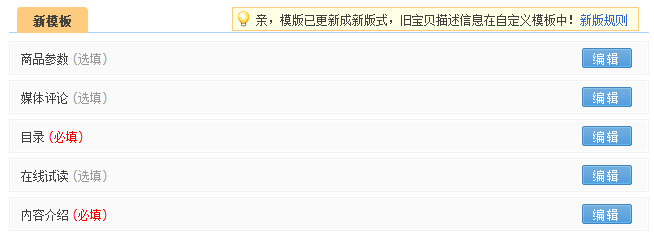 新模板
亲，模版已更新成新版式，旧宝贝描述信息在自定义模板中！新版规则
商品参数 (选填) 编辑
媒体评论 (选填) 编辑
目录 (必填) 编辑
在线试读 (选填) 编辑
内容介绍 (必填) 编辑